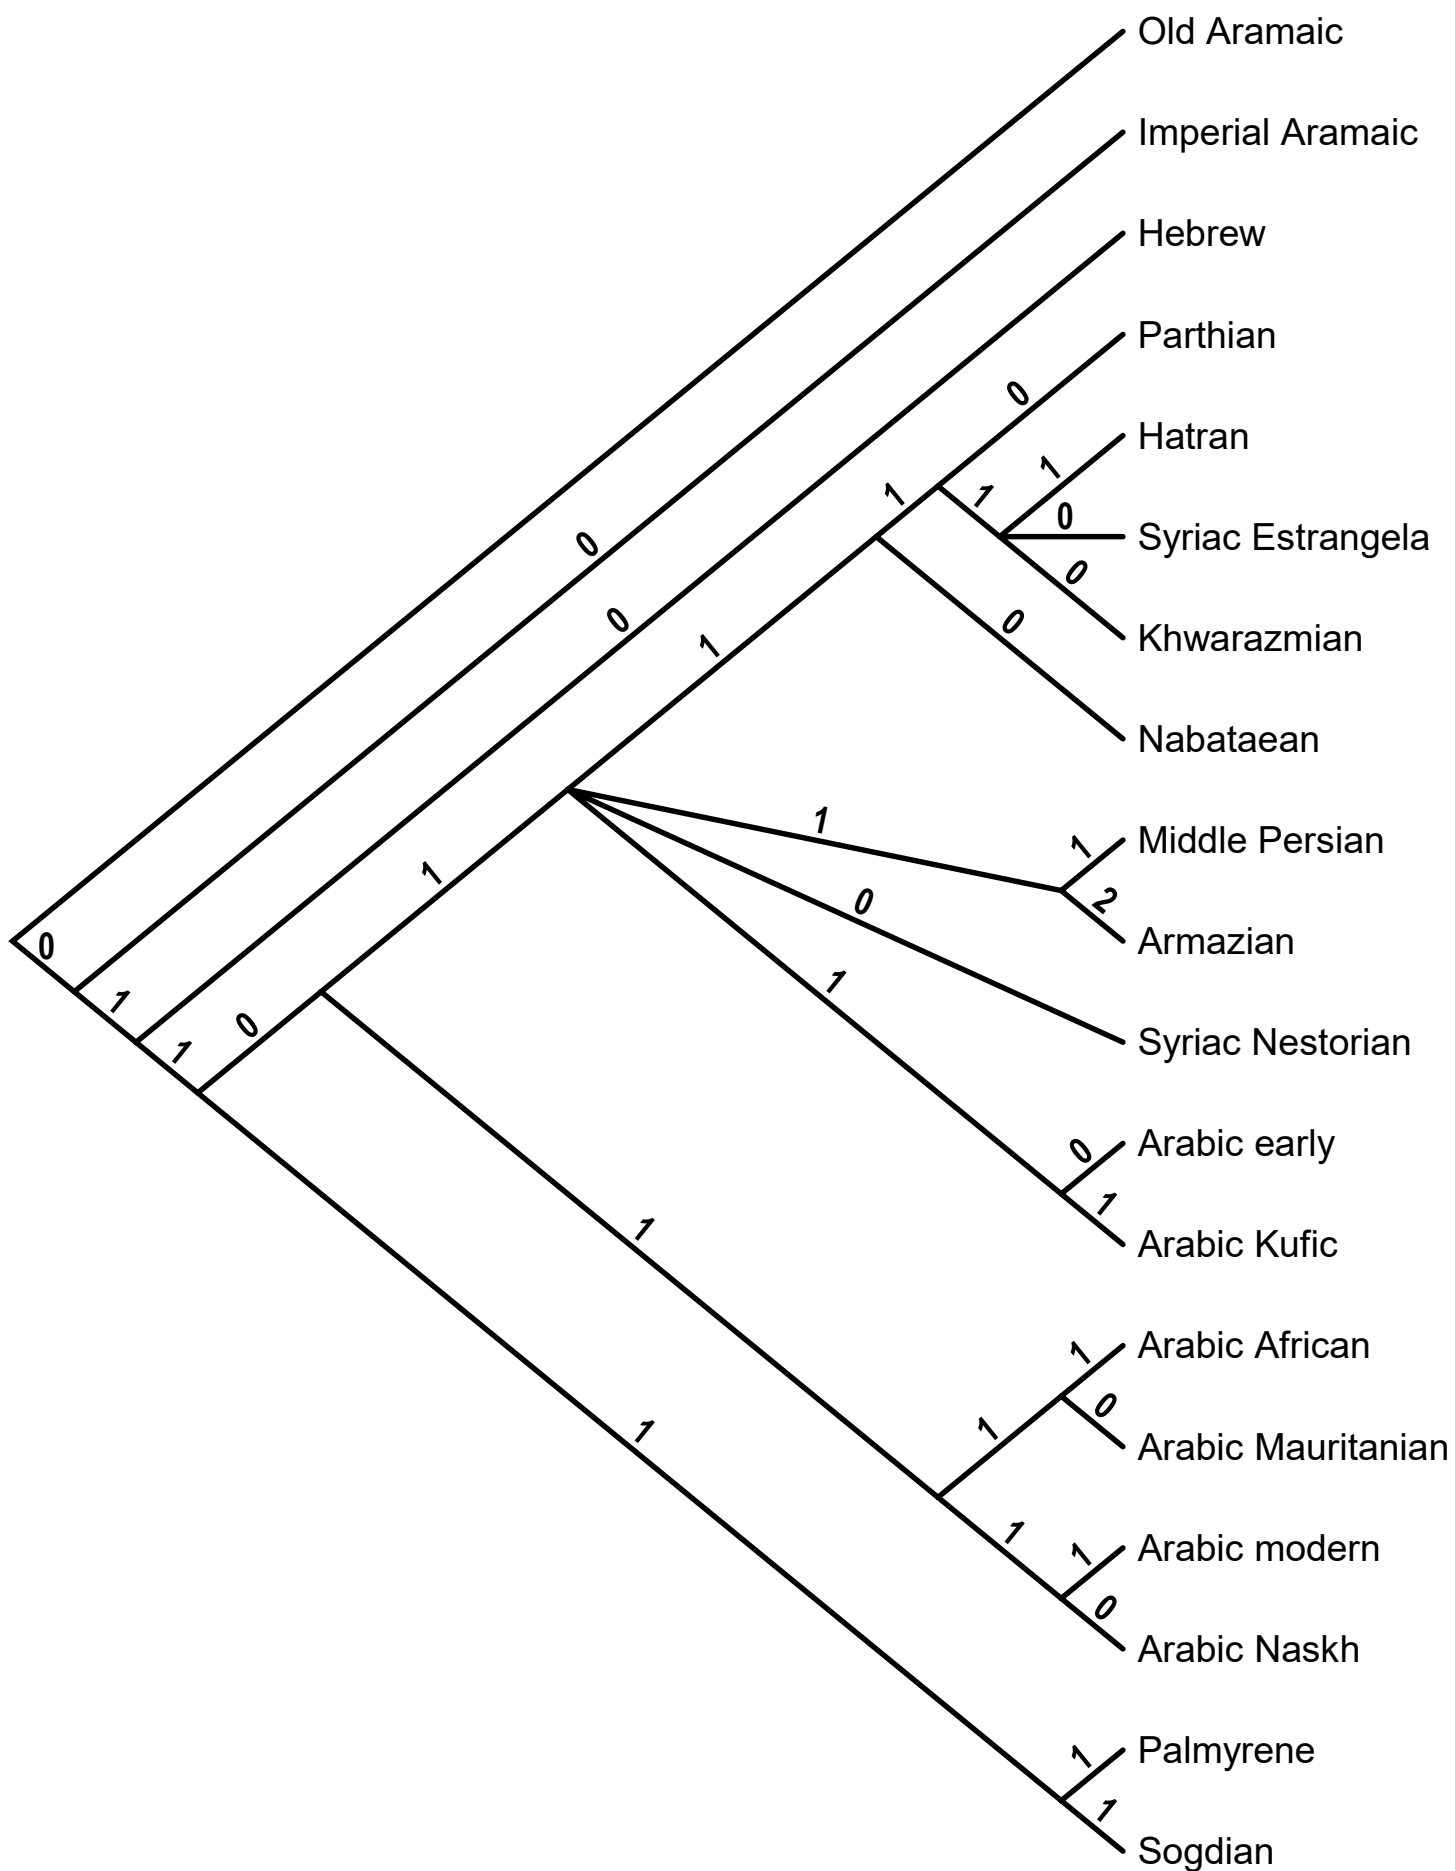 Old Aramaic
Imperial Aramaic
Hebrew
Parthian
0
Hatran
1
1
1
0
Syriac Estrangela
0
0
0
Khwarazmian
0
0
1
Nabataean
1
Middle Persian
1
1
2
0
Armazian
0
1
1
0
Syriac Nestorian
1
0
Arabic early
1
Arabic Kufic
1
1
Arabic African
0
1
1
Arabic Mauritanian
1
1
Arabic modern
0
Arabic Naskh
1
Palmyrene
1
Sogdian